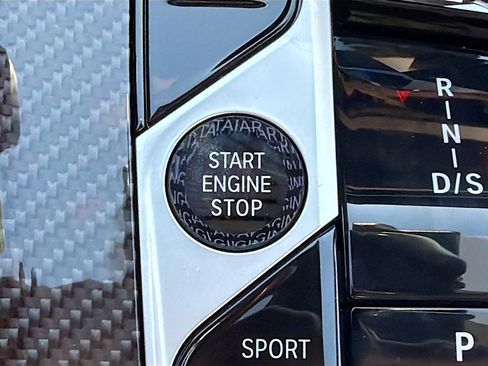 START
ENGINE
STOP
R
N
D/S
P
SPORT